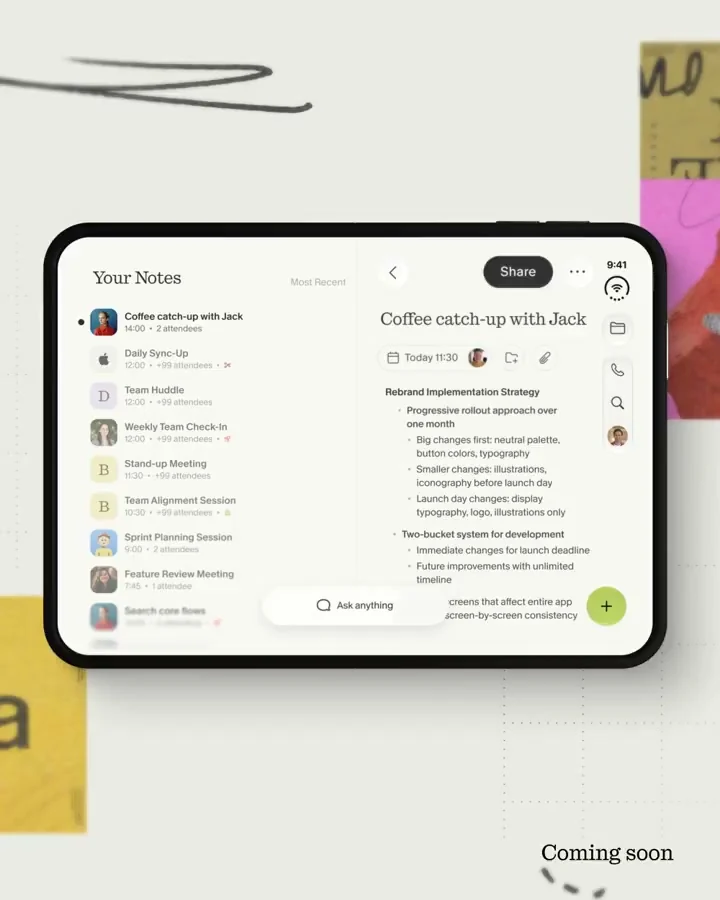 Your Notes
Most Recent
Coffee catch-up with Jack
14:00 • 2 attendees
Daily Sync-Up
12:00 • +99 attendees •
D
Team Huddle
12:00 • +99 attendees
Weekly Team Check-In
12:00 • +99 attendees •
B
Stand-up Meeting
11:30 • +99 attendees
B
Team Alignment Session
10:30 • +99 attendees •
Sprint Planning Session
9:00 • 2 attendees
Feature Review Meeting
7:45 • 1 attendee
Search core flows
Ask anything
Share
9:41
Coffee catch-up with Jack
Today 11:30
Rebrand Implementation Strategy
Progressive rollout approach over
one month
Big changes first: neutral palette,
button colors, typography
Smaller changes: illustrations,
iconography before launch day
Launch day changes: display
typography, logo, illustrations only
Two-bucket system for development
Immediate changes for launch deadline
Future improvements with unlimited
timeline
creens that affect entire app
screen-by-screen consistency
a
Coming soon